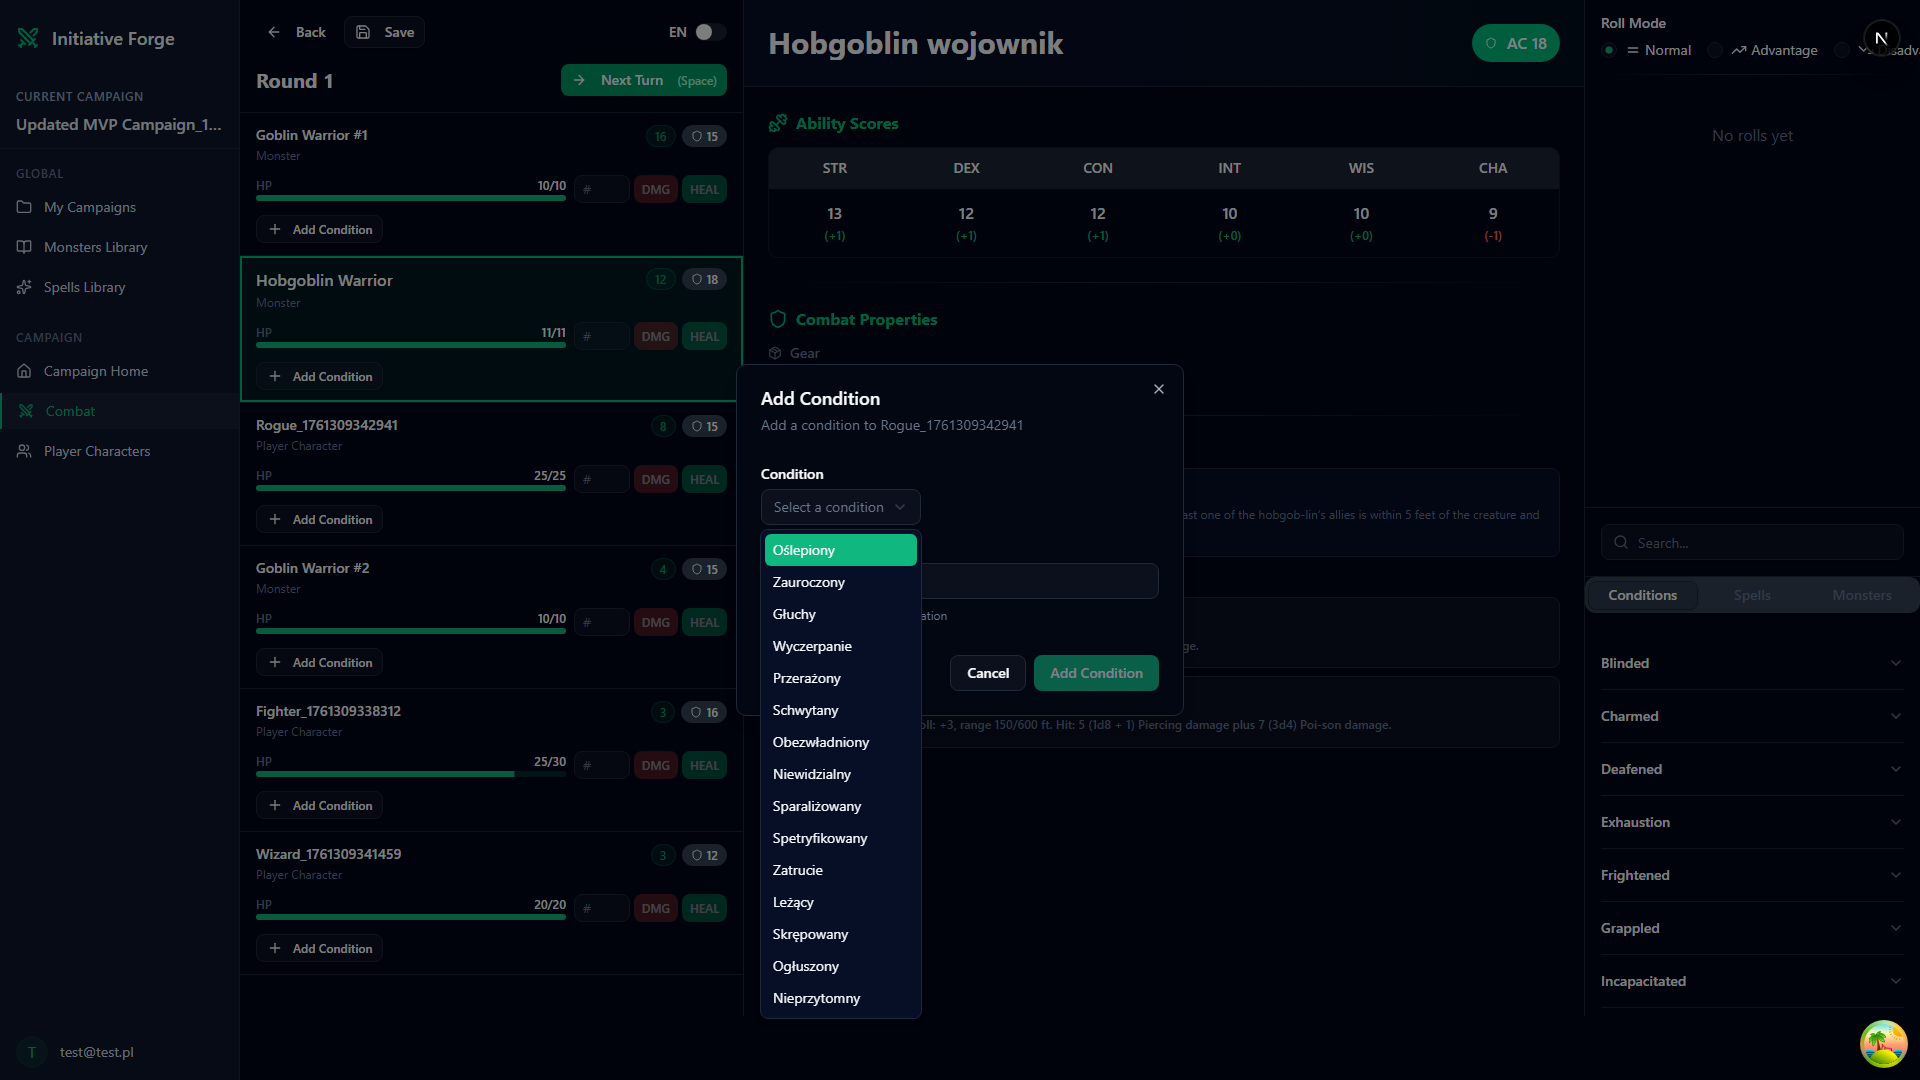 Initiative Forge
CURRENT CAMPAIGN
Updated MVP Campaign_1...
GLOBAL
My Campaigns
Monsters Library
Spells Library
CAMPAIGN
Campaign Home
Combat
Player Characters
T test@test.pl
Back Save EN
Round 1 Next Turn (Space)
Goblin Warrior #1 16 15
Monster
HP 10/10 # DMG HEAL
Add Condition
Hobgoblin Warrior 12 18
Monster
HP 11/11 # DMG HEAL
Add Condition
Rogue_1761309342941 8 15
Player Character
HP 25/25 # DMG HEAL
Add Condition
Goblin Warrior #2 4 15
Monster
HP 10/10 # DMG HEAL
Add Condition
Fighter_1761309338312 3 16
Player Character
HP 25/30 # DMG HEAL
Add Condition
Wizard_1761309341459 3 12
Player Character
HP 20/20 # DMG HEAL
Add Condition
Hobgoblin wojownik AC 18
Ability Scores
STR DEX CON INT WIS CHA
13 12 12 10 10 9
(+1) (+1) (+1) (+0) (+0) (-1)
Combat Properties
Gear
one of the hobgob-lin's allies is within 5 feet of the creature and
+3, range 150/600 ft. Hit: 5 (1d8 + 1) Piercing damage plus 7 (3d4) Poi-son damage.
Add Condition
Add a condition to Rogue_1761309342941
Condition
Select a condition
Oślepiony
Zauroczony
Głuchy
Wyczerpanie
Przerażony
Schwytany
Obezwładniony
Niewidzialny
Sparaliżowany
Spetryfikowany
Zatrucie
Leżący
Skrępowany
Ogłuszony
Nieprzytomny
Cancel Add Condition
Roll Mode
Normal Advantage
N
No rolls yet
Search...
Conditions Spells Monsters
Blinded
Charmed
Deafened
Exhaustion
Frightened
Grappled
Incapacitated